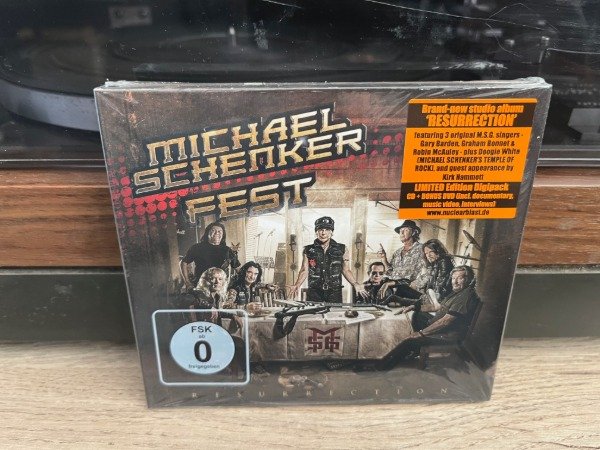 MICHAEL
SCHENKER
FEST
Brand-new studio album
'RESURRECTION'
featuring 3 original M.S.G. singers -
Gary Barden, Graham Bonnet &
Robin McAuley - plus Doogie White
(MICHAEL SCHENKER'S TEMPLE OF
ROCK), and guest appearance by
Kirk Hammett
LIMITED Edition Digipack
CD + BONUS DVD (incl. documentary,
music video, interviews)
www.nuclearblast.de
MSG
FSK
ab
0
freigegeben
RESURRECTION